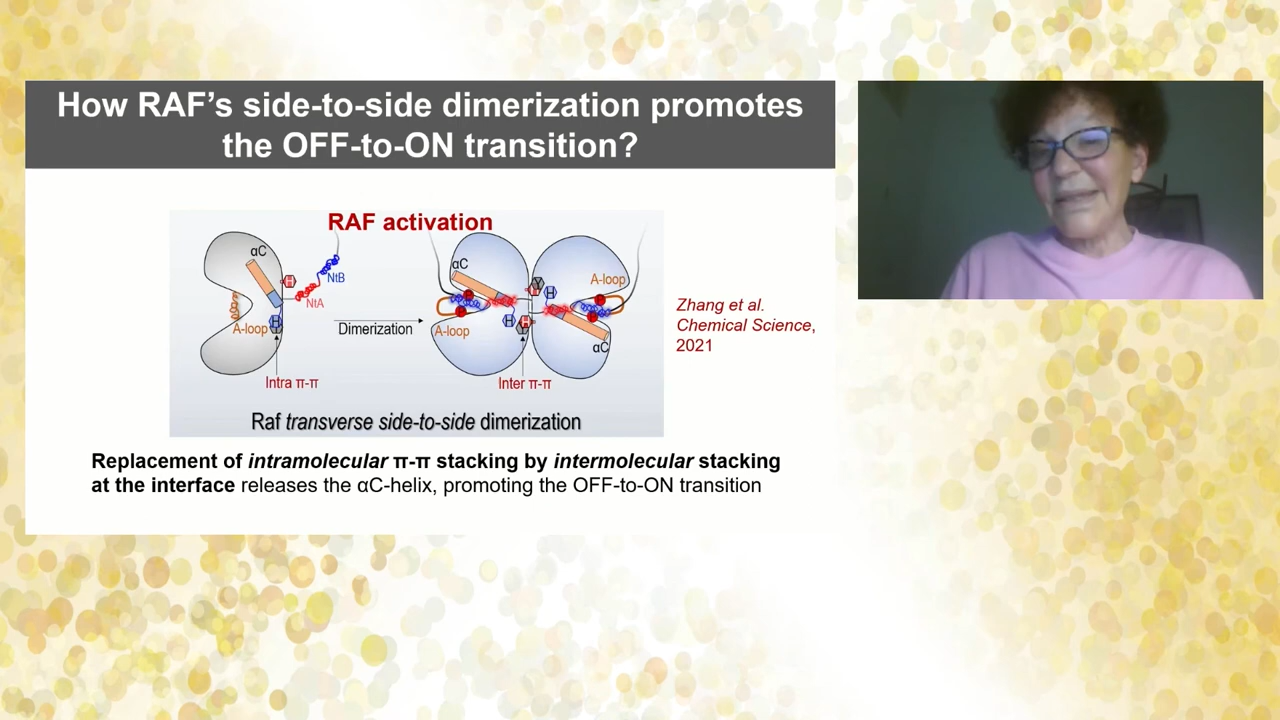 How RAF's side-to-side dimerization promotes
the OFF-to-ON transition?
RAF activation
αC
NtB
NtA
A-loop
Intra π-π
Dimerization
αC
A-loop
A-loop
αC
Inter π-π
Raf transverse side-to-side dimerization
Zhang et al.
Chemical Science,
2021
Replacement of intramolecular π-π stacking by intermolecular stacking
at the interface releases the αC-helix, promoting the OFF-to-ON transition